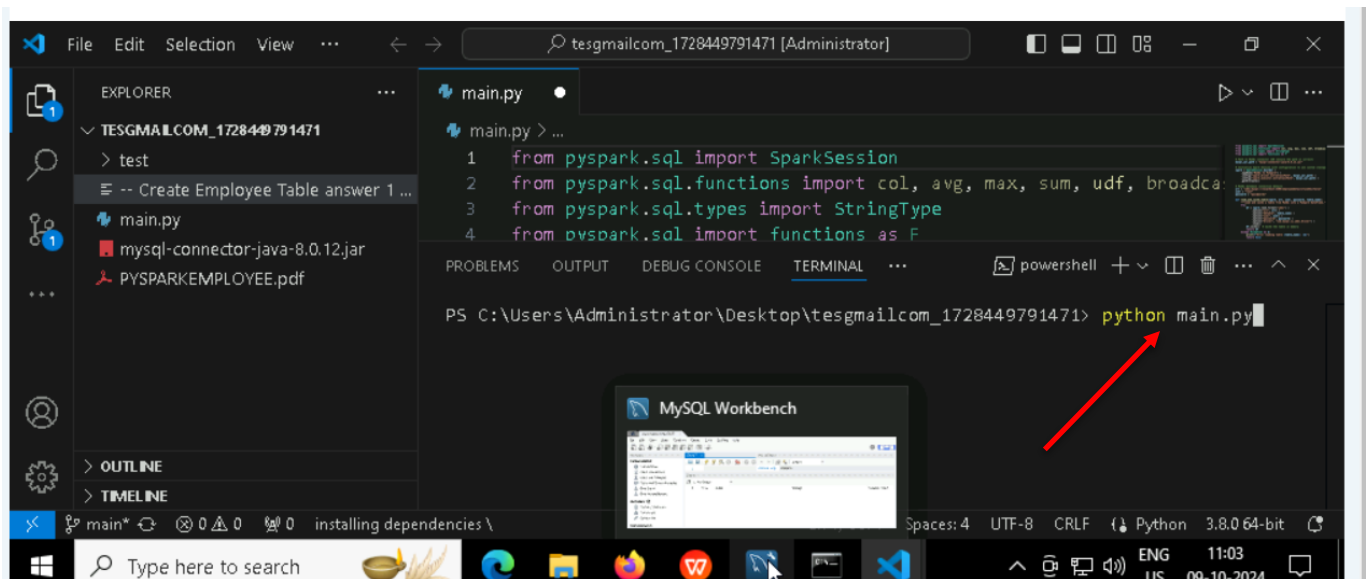 File Edit Selection View ··· tesgmailcom_1728449791471 [Administrator]
EXPLORER ···
TESGMAILCOM_1728449791471
test
-- Create Employee Table answer 1 ...
main.py
mysql-connector-java-8.0.12.jar
PYSPARKEMPLOYEE.pdf
OUTLINE
TIMELINE
main.py
main.py > ...
1 from pyspark.sql import SparkSession
2 from pyspark.sql.functions import col, avg, max, sum, udf, broadca
3 from pyspark.sql.types import StringType
4 from pyspark.sql import functions as F
PROBLEMS OUTPUT DEBUG CONSOLE TERMINAL ··· powershell
PS C:\Users\Administrator\Desktop\tesgmailcom_1728449791471> python main.py
MySQL Workbench
main* 0 0 0 installing dependencies \ Spaces: 4 UTF-8 CRLF Python 3.8.0 64-bit
Type here to search ENG 11:03
US 09-10-2024